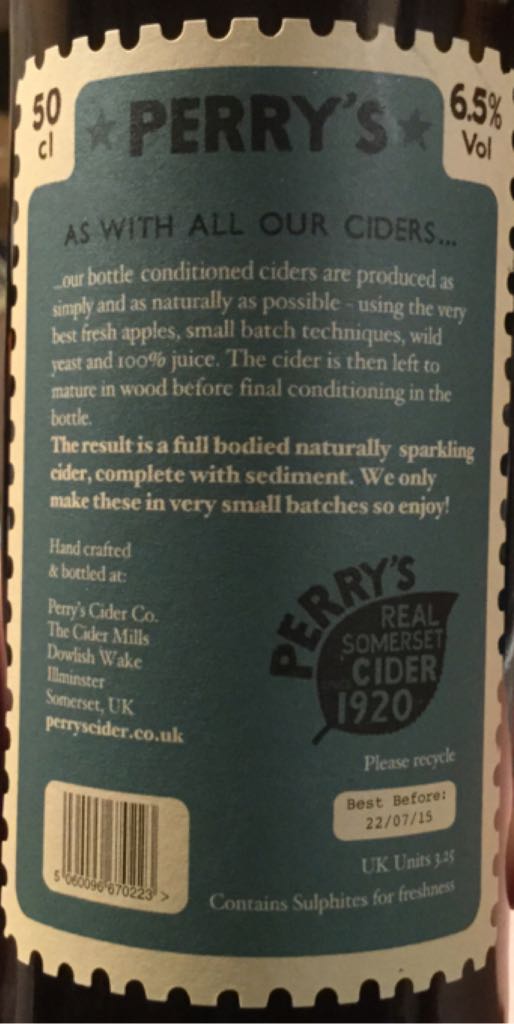 50 cl
PERRY'S
6.5% Vol
AS WITH ALL OUR CIDERS...
...our bottle conditioned ciders are produced as
simply and as naturally as possible - using the very
best fresh apples, small batch techniques, wild
yeast and 100% juice. The cider is then left to
mature in wood before final conditioning in the
bottle.
The result is a full bodied naturally sparkling
cider, complete with sediment. We only
make these in very small batches so enjoy!
Hand crafted
& bottled at:
Perry's Cider Co.
The Cider Mills
Dowlish Wake
Ilminster
Somerset, UK
perryscider.co.uk
PERRY'S
REAL
SOMERSET
CIDER
SINCE
1920
Please recycle
Best Before:
22/07/15
UK Units 3.25
Contains Sulphites for freshness
5 060096 670223 >